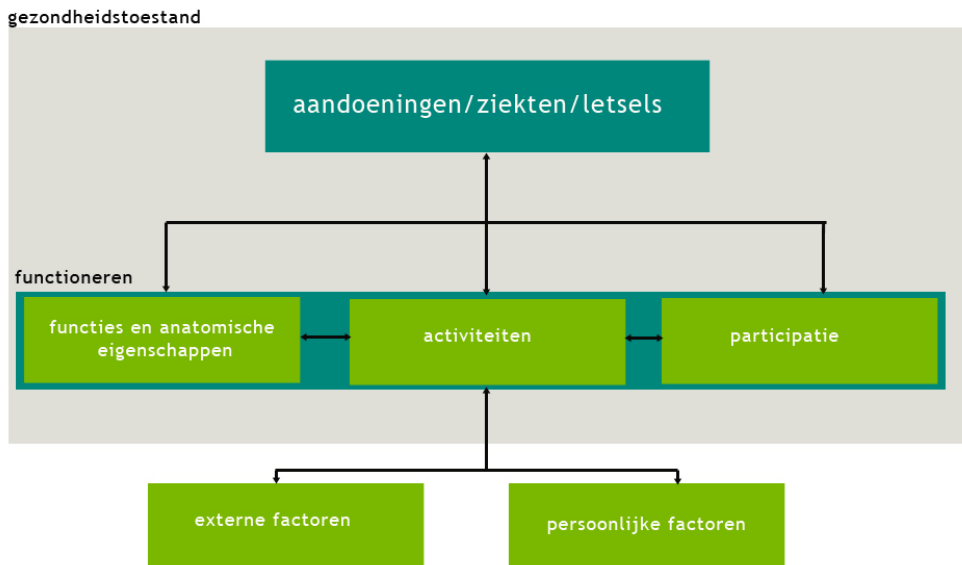 gezondheidstoestand
aandoeningen/ziekten/letsels
functioneren
functies en anatomische
eigenschappen
activiteiten
participatie
externe factoren
persoonlijke factoren